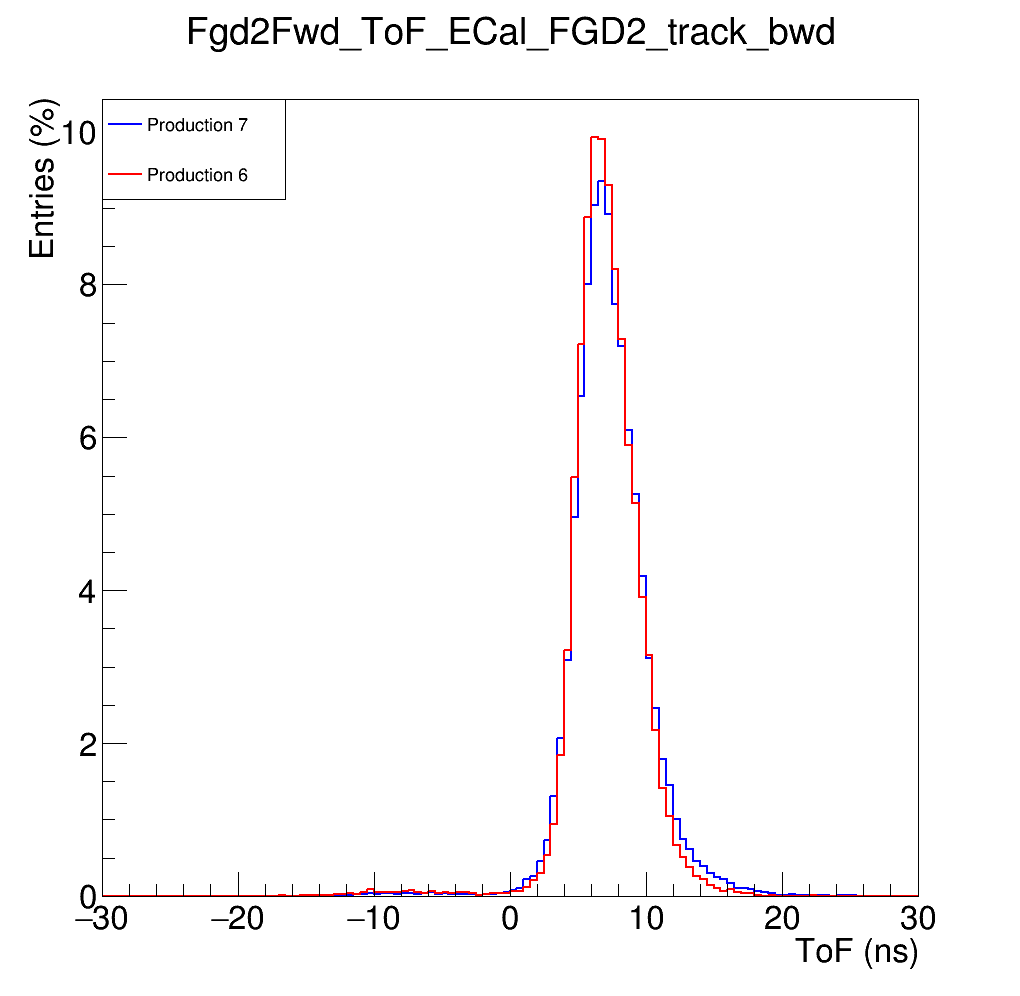 Fgd2Fwd_ToF_ECal_FGD2_track_bwd
Entries (%)
Production 7
Production 6
10
8
6
4
2
0
−30 −20 −10 0 10 20 30
ToF (ns)